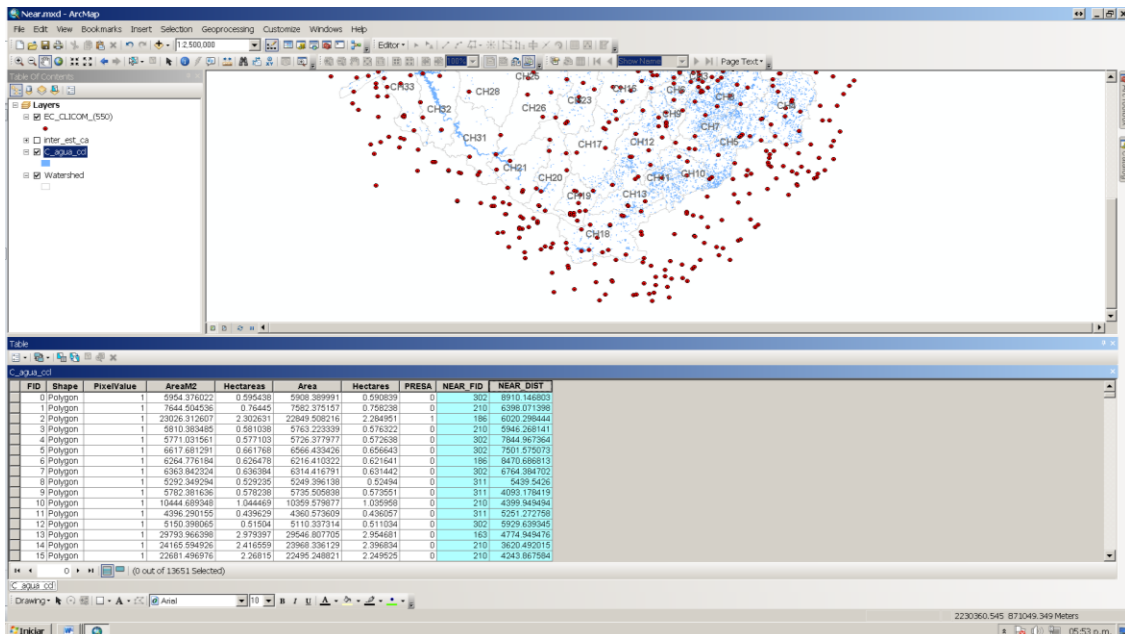 Near.mxd - ArcMap
File Edit View Bookmarks Insert Selection Geoprocessing Customize Windows Help
1:2,500,000
Editor
100%
Show Name
Page Text
Table Of Contents
Layers
EC_CLICOM_(550)
inter_est_ca
C_agua_cd
Watershed
CH33
CH28
CH32
CH26
CH23
CH31
CH17
CH12
CH7
CH21
CH20
CH10
CH19
CH13
CH18
Table
C_agua_cd
FID Shape PixelValue AreaM2 Hectareas Area Hectares PRESA NEAR_FID NEAR_DIST
0 Polygon 1 5954.376022 0.595438 5908.389991 0.590839 0 302 8910.146803
1 Polygon 1 7644.504536 0.76445 7582.375157 0.758238 0 210 6398.071398
2 Polygon 1 23026.312607 2.302631 22849.508216 2.284951 1 186 6020.298444
3 Polygon 1 5810.383485 0.581038 5763.223339 0.576322 0 210 5946.268141
4 Polygon 1 5771.031561 0.577103 5726.377977 0.572638 0 302 7844.967364
5 Polygon 1 6617.681291 0.661768 6566.433426 0.656643 0 302 7501.575073
6 Polygon 1 6264.776184 0.626478 6216.410322 0.621641 0 186 8470.686813
7 Polygon 1 6363.842324 0.636384 6314.416791 0.631442 0 302 6764.384702
8 Polygon 1 5292.349294 0.529235 5249.396138 0.52494 0 311 5439.5426
9 Polygon 1 5782.381636 0.578238 5735.505838 0.573551 0 311 4093.178419
10 Polygon 1 10444.689348 1.044469 10359.579877 1.035958 0 210 4399.949494
11 Polygon 1 4396.290155 0.439629 4360.573609 0.436057 0 311 5251.272758
12 Polygon 1 5150.398065 0.51504 5110.337314 0.511034 0 302 5929.639345
13 Polygon 1 29793.966398 2.979397 29546.807705 2.954681 0 163 4774.949476
14 Polygon 1 24165.594926 2.416559 23968.336129 2.396834 0 210 3620.492015
15 Polygon 1 22681.496976 2.26815 22495.248821 2.249525 0 210 4243.867584
0 (0 out of 13651 Selected)
C_agua_cd
Drawing Arial 10 B I U A
2230360.545 871049.349 Meters
Iniciar
05:53 p.m.